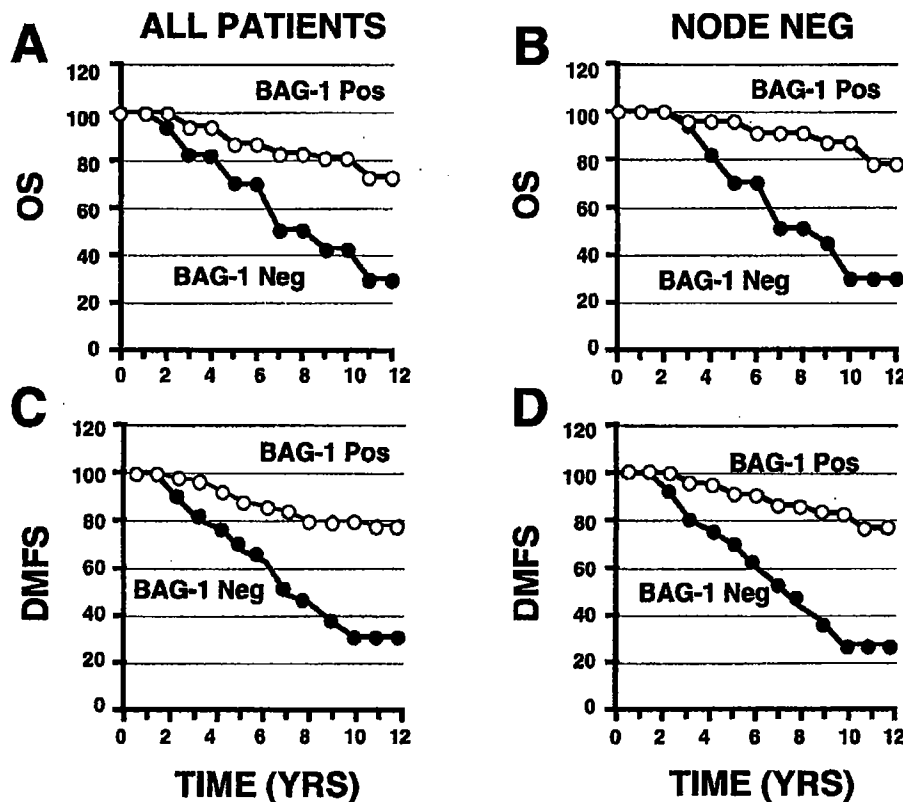 ALL PATIENTS
NODE NEG
A
120
100
80
60
40
20
0
OS
BAG-1 Pos
BAG-1 Neg
0 2 4 6 8 10 12
B
120
100
80
60
40
20
0
OS
BAG-1 Pos
BAG-1 Neg
0 2 4 6 8 10 12
C
120
100
80
60
40
20
0
DMFS
BAG-1 Pos
BAG-1 Neg
0 2 4 6 8 10 12
TIME (YRS)
D
120
100
80
60
40
20
0
DMFS
BAG-1 Pos
BAG-1 Neg
0 2 4 6 8 10 12
TIME (YRS)